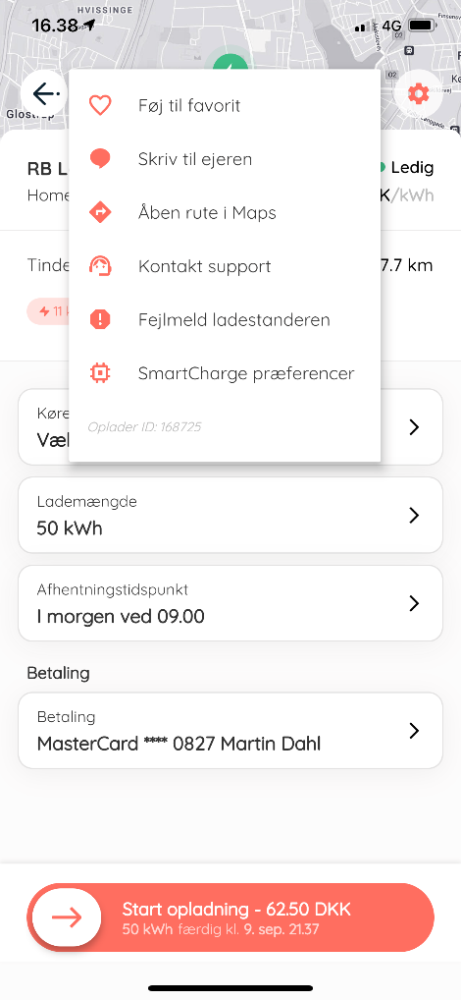 HVISSINGE
16.38
4G
02
02
Glostrup
Føj til favorit
Skriv til ejeren
Åben rute i Maps
Kontakt support
Fejlmeld ladestanderen
SmartCharge præferencer
Oplader ID: 168725
RB L
Ledig
Home
K/kWh
Tinde
7.7 km
11 k
Køre
Væl
Lademængde
50 kWh
Afhentningstidspunkt
I morgen ved 09.00
Betaling
Betaling
MasterCard **** 0827 Martin Dahl
Start opladning - 62.50 DKK
50 kWh færdig kl. 9. sep. 21.37